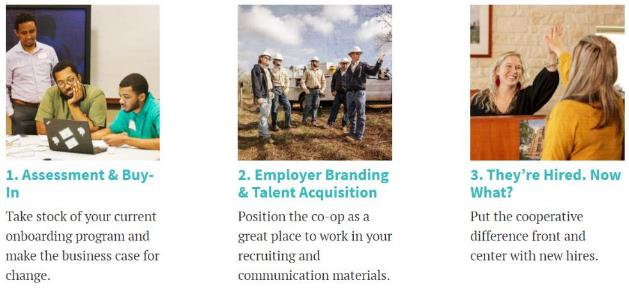 1. Assessment & Buy-
In
Take stock of your current
onboarding program and
make the business case for
change.
2. Employer Branding
& Talent Acquisition
Position the co-op as a
great place to work in your
recruiting and
communication materials.
3. They’re Hired. Now
What?
Put the cooperative
difference front and
center with new hires.